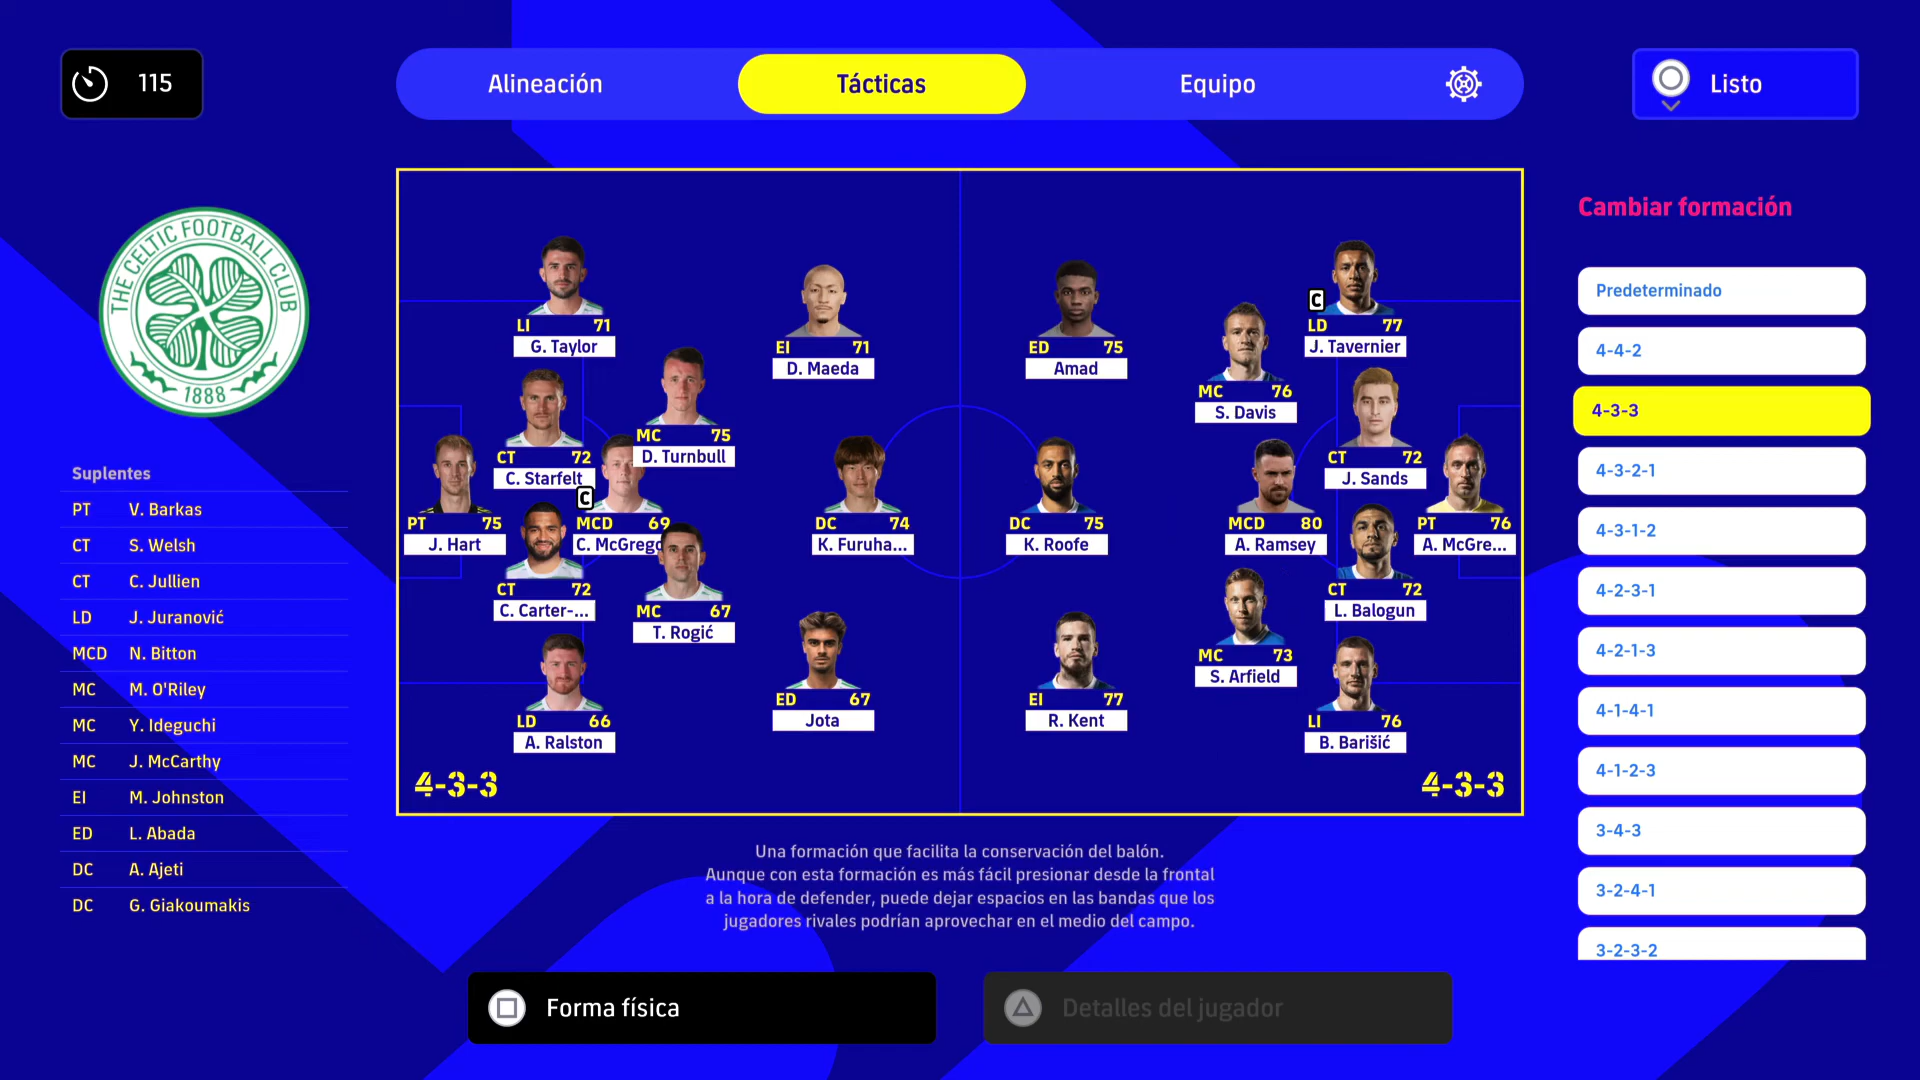 115
Alineación
Tácticas
Equipo
Listo
THE CELTIC FOOTBALL CLUB
1888
Suplentes
PT V. Barkas
CT S. Welsh
CT C. Jullien
LD J. Juranović
MCD N. Bitton
MC M. O'Riley
MC Y. Ideguchi
MC J. McCarthy
EI M. Johnston
ED L. Abada
DC A. Ajeti
DC G. Giakoumakis
LI 71
G. Taylor
EI 71
D. Maeda
MC 75
D. Turnbull
CT 72
C. Starfelt
C
PT 75
J. Hart
MCD 69
C. McGrego
DC 74
K. Furuha...
CT 72
C. Carter-...
MC 67
T. Rogić
ED 67
Jota
LD 66
A. Ralston
4-3-3
ED 75
Amad
C
LD 77
J. Tavernier
MC 76
S. Davis
CT 72
J. Sands
DC 75
K. Roofe
MCD 80
A. Ramsey
PT 76
A. McGre...
CT 72
L. Balogun
MC 73
S. Arfield
EI 77
R. Kent
LI 76
B. Barišić
4-3-3
Una formación que facilita la conservación del balón.
Aunque con esta formación es más fácil presionar desde la frontal
a la hora de defender, puede dejar espacios en las bandas que los
jugadores rivales podrían aprovechar en el medio del campo.
Cambiar formación
Predeterminado
4-4-2
4-3-3
4-3-2-1
4-3-1-2
4-2-3-1
4-2-1-3
4-1-4-1
4-1-2-3
3-4-3
3-2-4-1
3-2-3-2
Forma física
Detalles del jugador